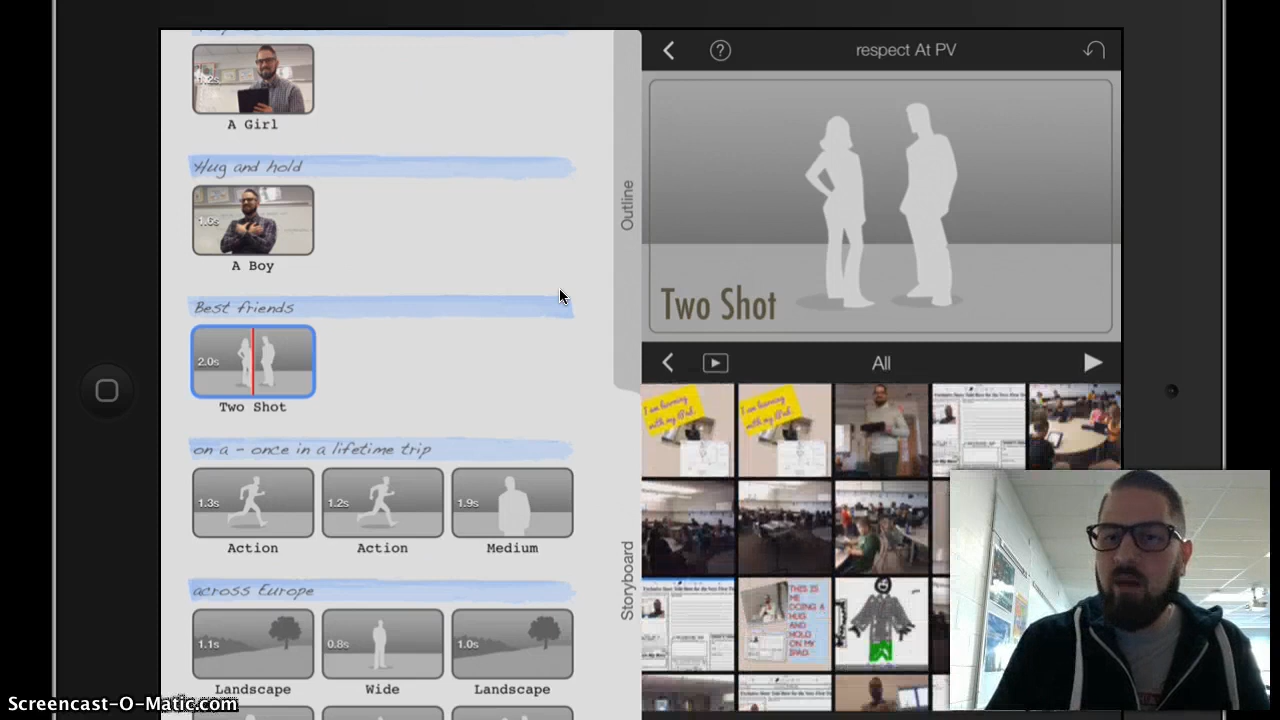 1.2s
A Girl
Hug and hold
1.6s
A Boy
Best friends
2.0s
Two Shot
on a - once in a lifetime trip
1.3s
1.2s
1.9s
Action
Action
Medium
across Europe
1.1s
0.8s
1.0s
Landscape
Wide
Landscape
Outline
Storyboard
?
respect At PV
Two Shot
All
I am learning
with my iPad.
I am learning
with my iPad.
THIS IS
ME
DOING A
HUG
AND
HOLD
ON MY
IPAD.
Screencast-O-Matic.com